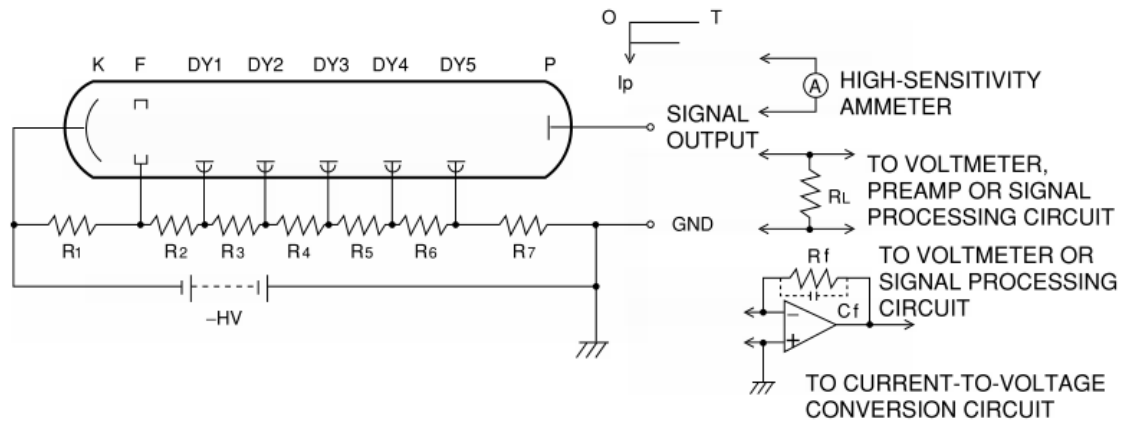 O T
Ip
K F DY1 DY2 DY3 DY4 DY5 P
A
HIGH-SENSITIVITY
AMMETER
SIGNAL
OUTPUT
RL
TO VOLTMETER,
PREAMP OR SIGNAL
PROCESSING CIRCUIT
GND
R1 R2 R3 R4 R5 R6 R7
–HV
Rf
Cf
– 
+
TO VOLTMETER OR
SIGNAL PROCESSING
CIRCUIT
TO CURRENT-TO-VOLTAGE
CONVERSION CIRCUIT